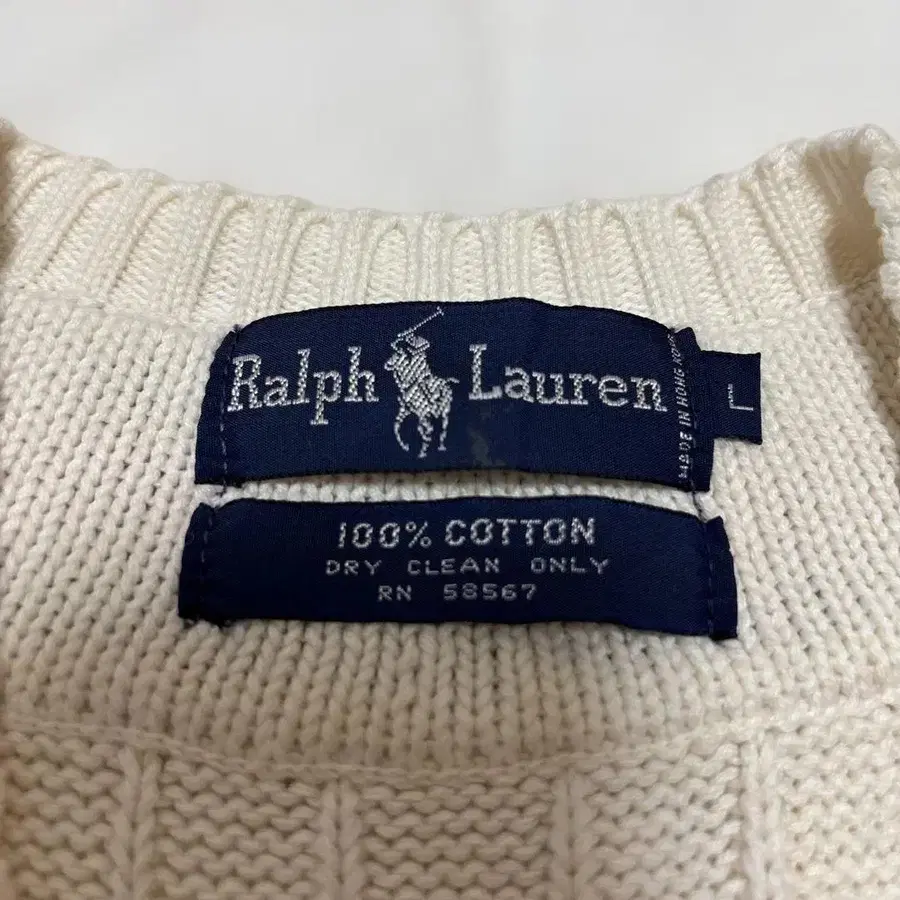 Ralph Lauren
MADE IN HONG KONG
L
100% COTTON
DRY CLEAN ONLY
RN 58567